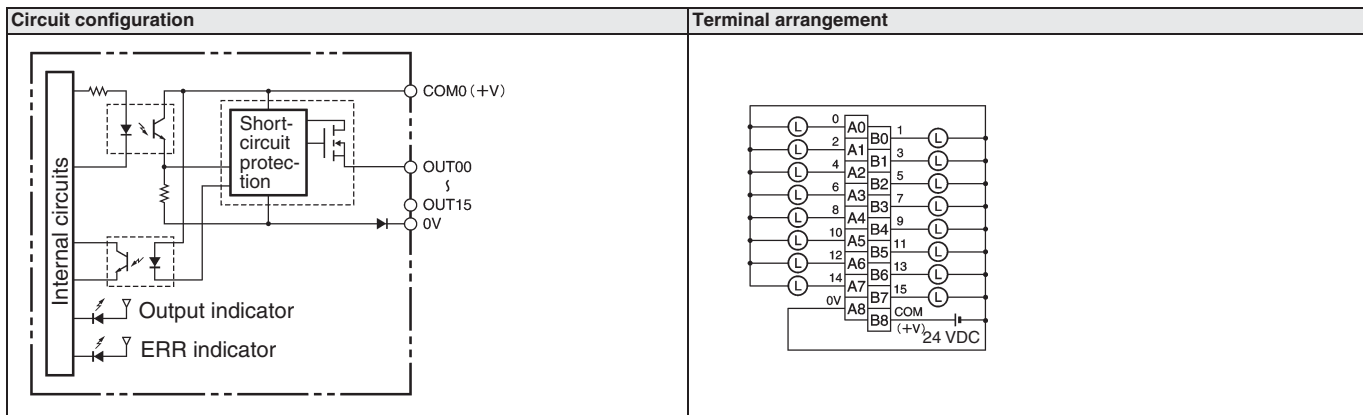 Circuit configuration
Terminal arrangement
COM0 (+V)
Short-
circuit
protec-
tion
OUT00
∼
OUT15
0V
Internal circuits
Output indicator
ERR indicator
L 0 A0
B0 1 L
L 2 A1
B1 3 L
L 4 A2
B2 5 L
L 6 A3
B3 7 L
L 8 A4
B4 9 L
L 10 A5
B5 11 L
L 12 A6
B6 13 L
L 14 A7
B7 15 L
0V A8
B8 COM
(+V)
24 VDC